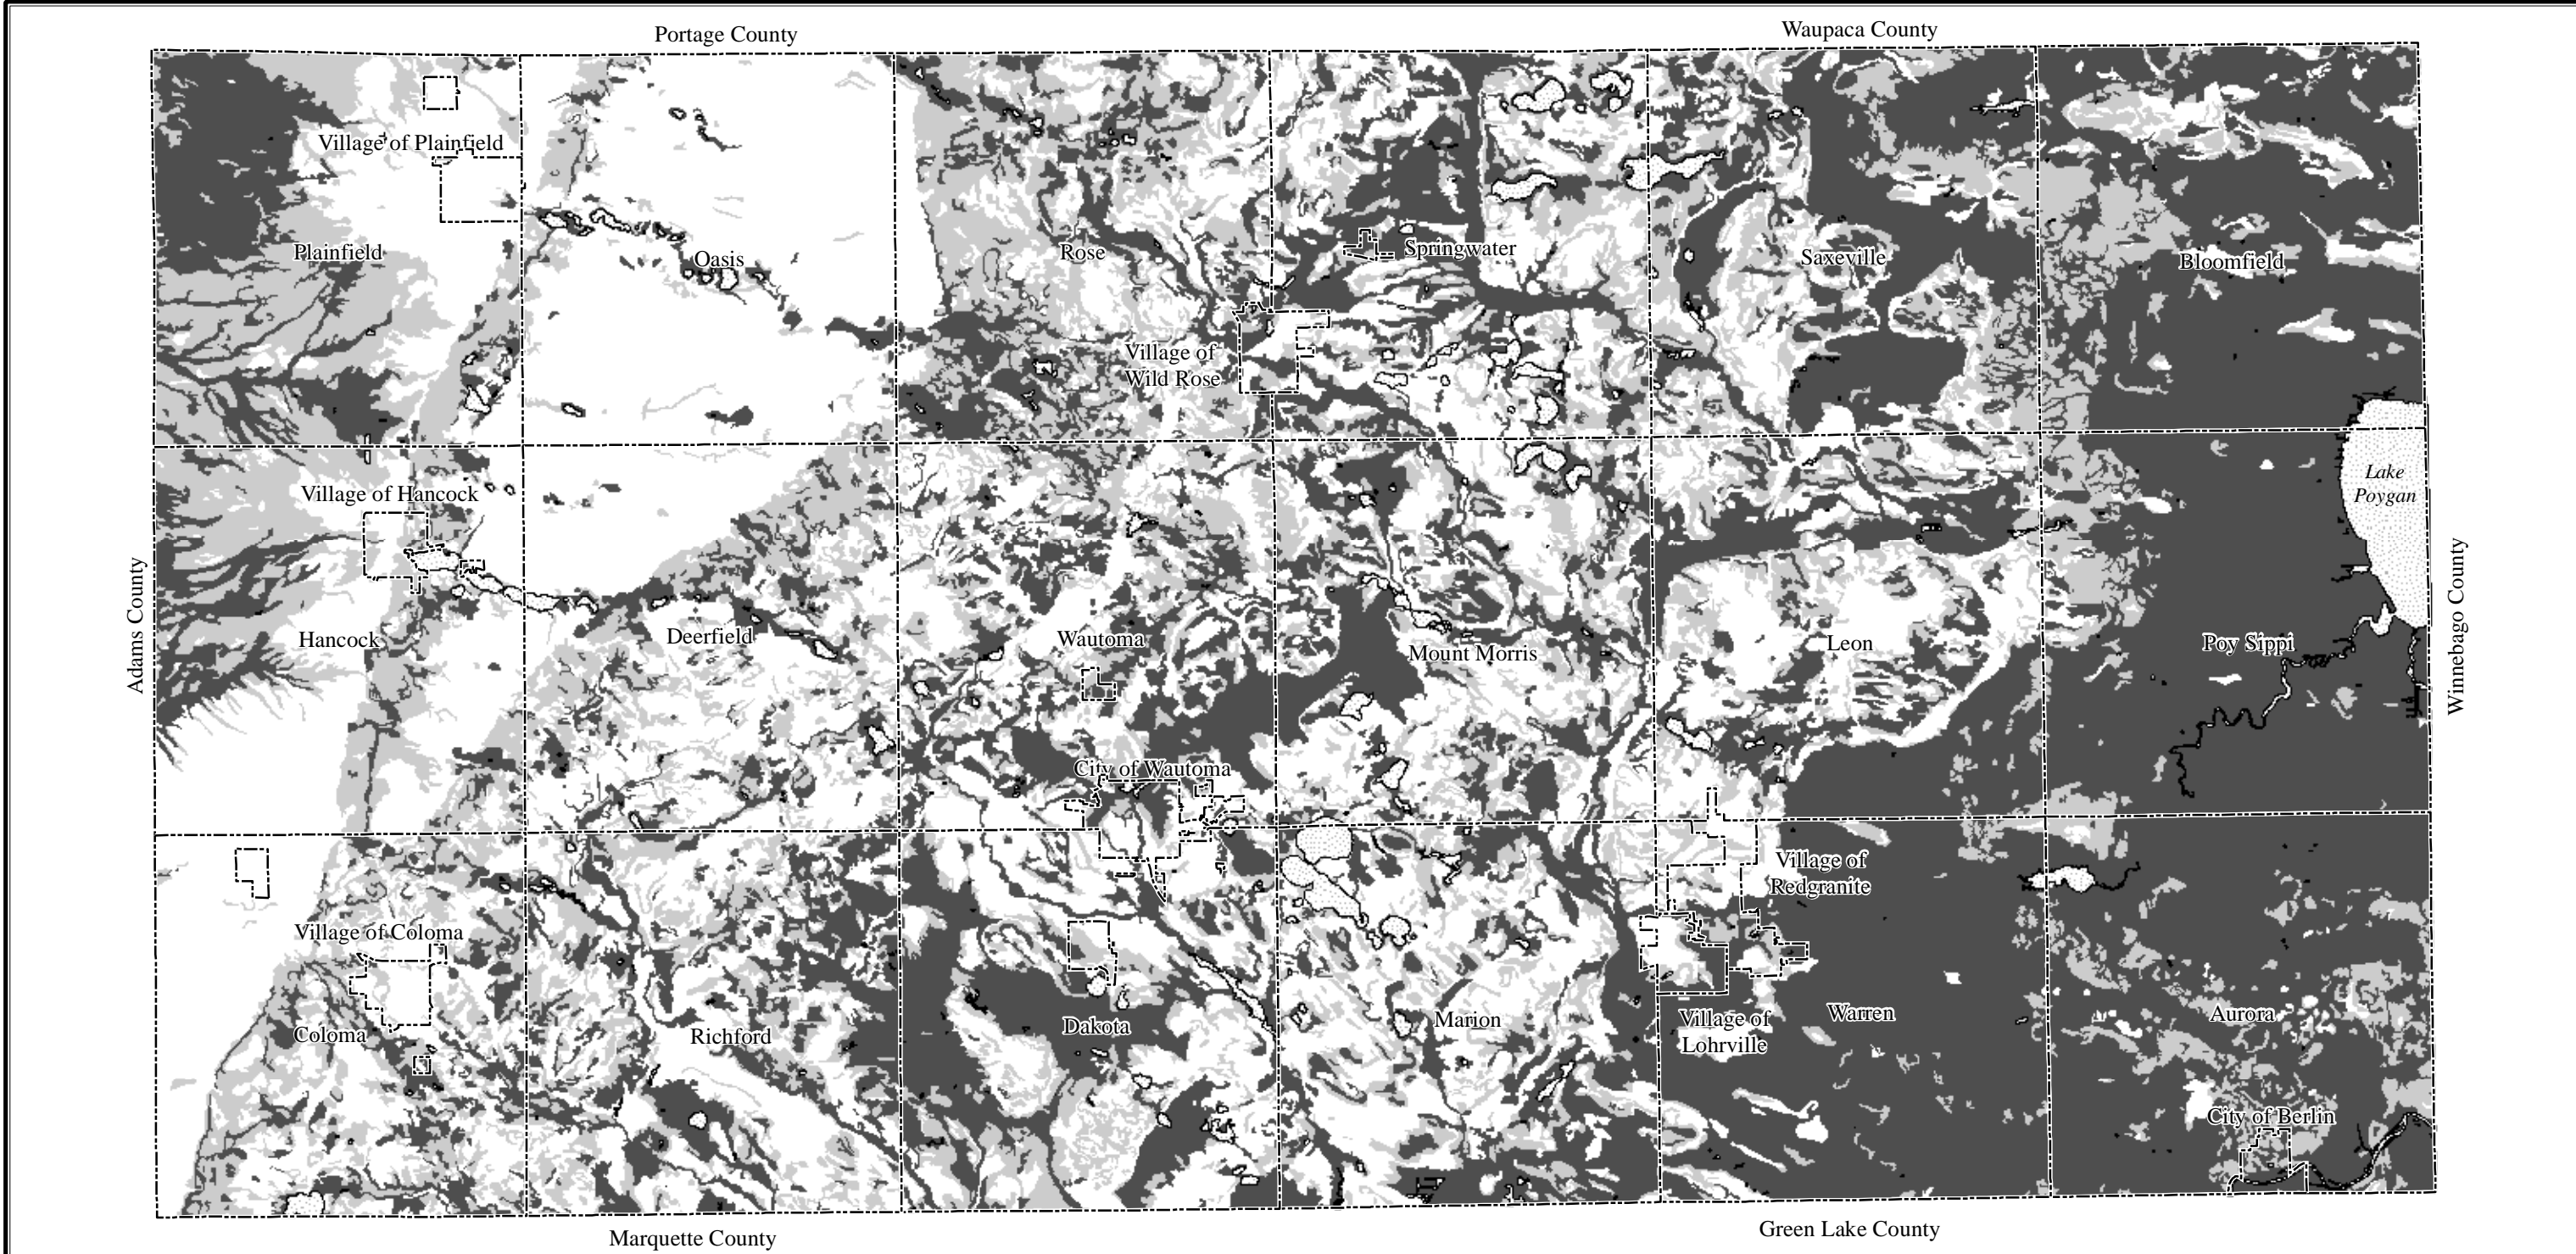 Portage County
Waupaca County
Village of Plainfield
Plainfield
Oasis
Rose
Springwater
Saxeville
Bloomfield
Village of
Wild Rose
Lake
Poygan
Village of Hancock
Adams County
Winnebago County
Hancock
Deerfield
Wautoma
Mount Morris
Leon
Poy Sippi
City of Wautoma
Village of
Redgranite
Village of Coloma
Coloma
Richford
Dakota
Marion
Village of
Lohrville
Warren
Aurora
City of Berlin
Marquette County
Green Lake County